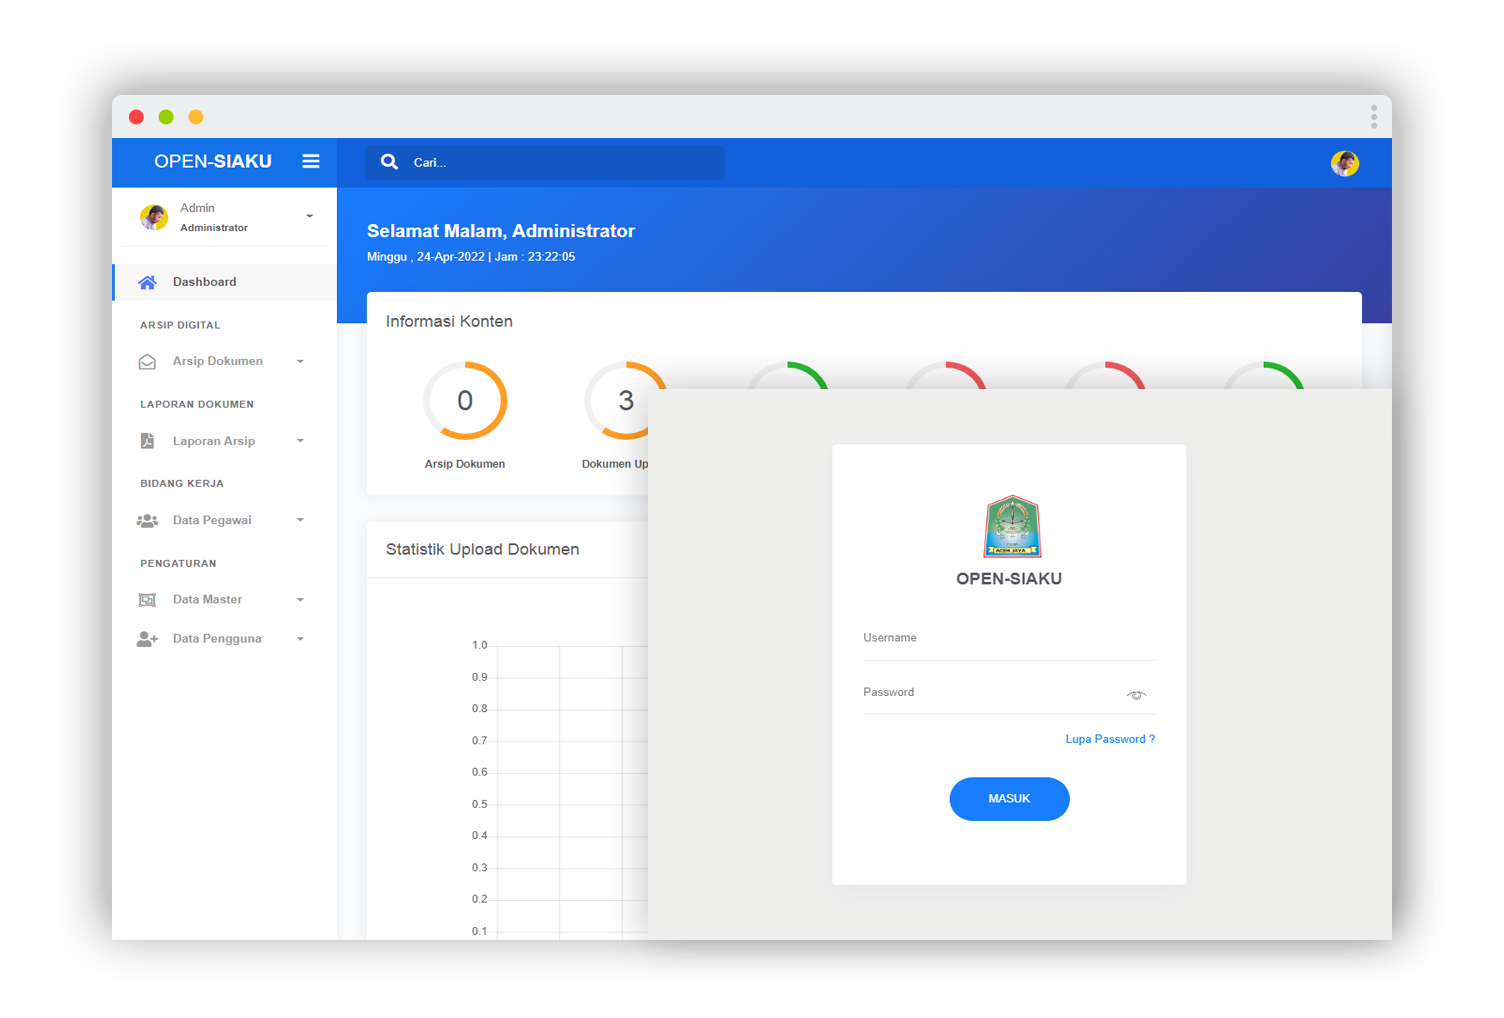 OPEN-SIAKU
Cari...
Admin
Administrator
Selamat Malam, Administrator
Minggu , 24-Apr-2022 | Jam : 23:22:05
Dashboard
ARSIP DIGITAL
Arsip Dokumen
LAPORAN DOKUMEN
Laporan Arsip
BIDANG KERJA
Data Pegawai
PENGATURAN
Data Master
Data Pengguna
Informasi Konten
0
3
Arsip Dokumen
Dokumen Up
Statistik Upload Dokumen
1.0
0.9
0.8
0.7
0.6
0.5
0.4
0.3
0.2
0.1
ACEH JAYA
OPEN-SIAKU
Username
Password
Lupa Password ?
MASUK